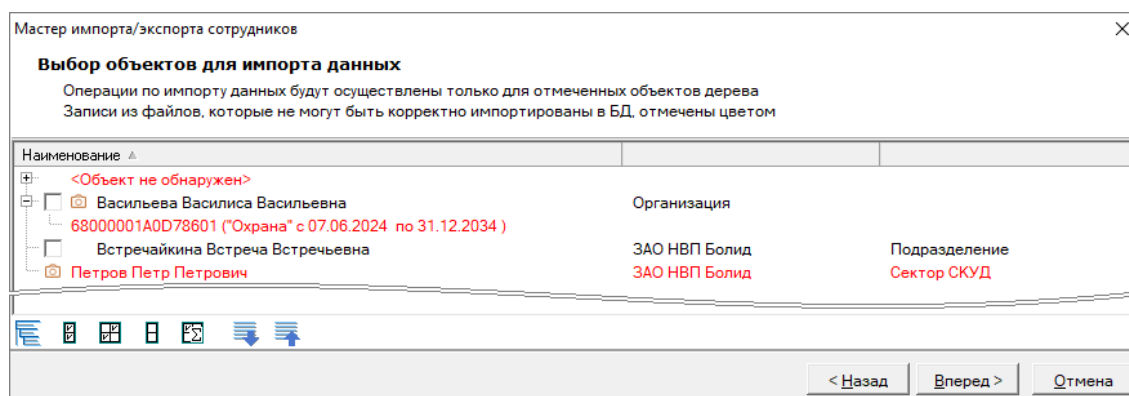 Мастер импорта/экспорта сотрудников
Выбор объектов для импорта данных
Операции по импорту данных будут осуществлены только для отмеченных объектов дерева
Записи из файлов, которые не могут быть корректно импортированы в БД, отмечены цветом
Наименование
<Объект не обнаружен>
Васильева Василиса Васильевна Организация
68000001A0D78601 ("Охрана" с 07.06.2024 по 31.12.2034 )
Встречайкина Встреча Встречьевна ЗАО НВП Болид Подразделение
Петров Петр Петрович ЗАО НВП Болид Сектор СКУД
< Назад Вперед > Отмена